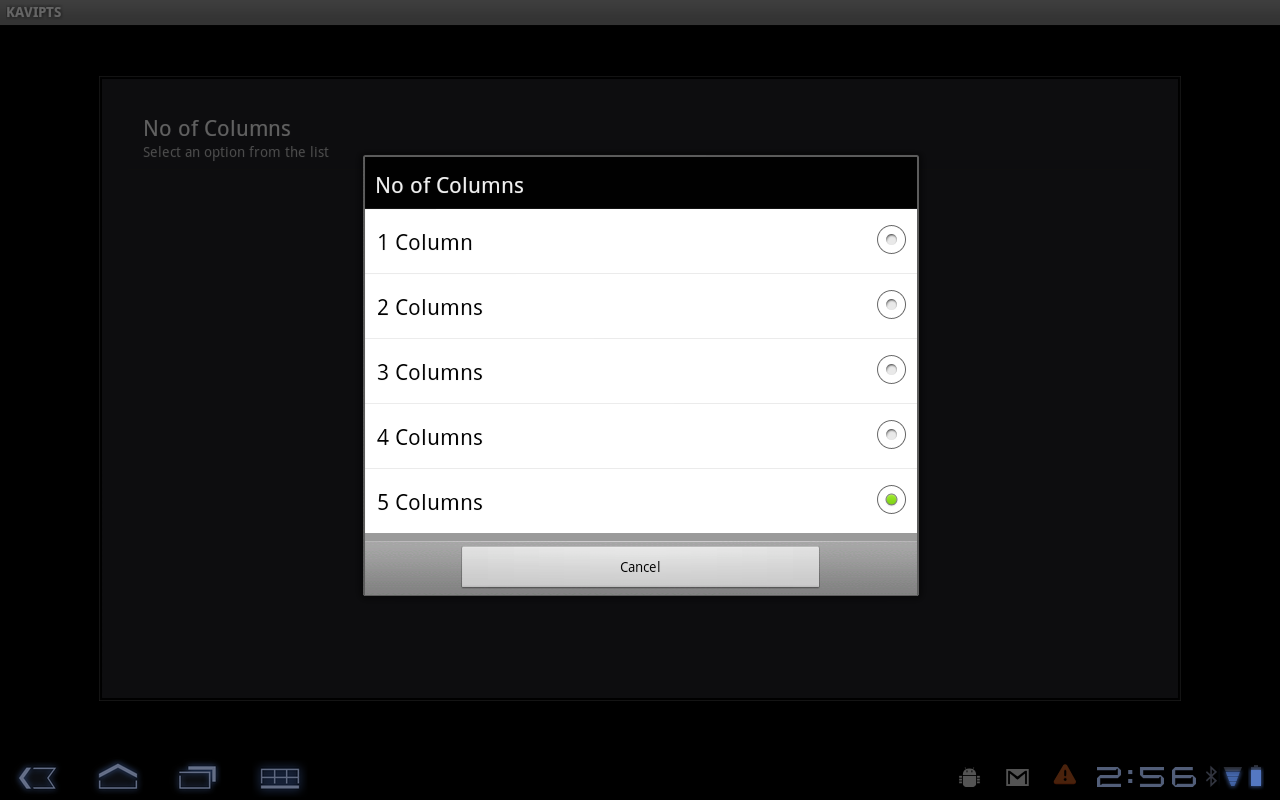 KAVIPTS
No of Columns
Select an option from the list
No of Columns
1 Column
2 Columns
3 Columns
4 Columns
5 Columns
Cancel
2:56